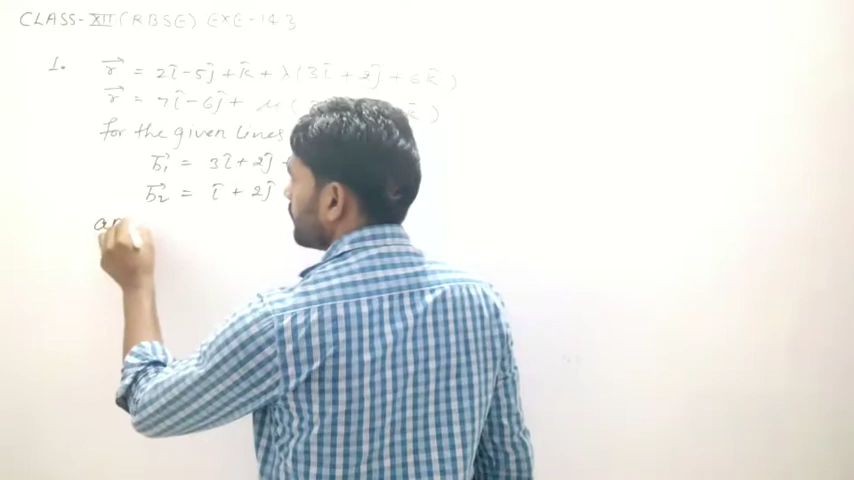 CLASS-XII (RBSE) EXE-14.3
1. r⃗ = 2î-5ĵ+k̂+λ(3î+2ĵ+6k̂)
r⃗ = 7î-6ĵ+ μ( k̂)
for the given lines
b⃗₁ = 3î+2ĵ +
b⃗₂ = î+2ĵ